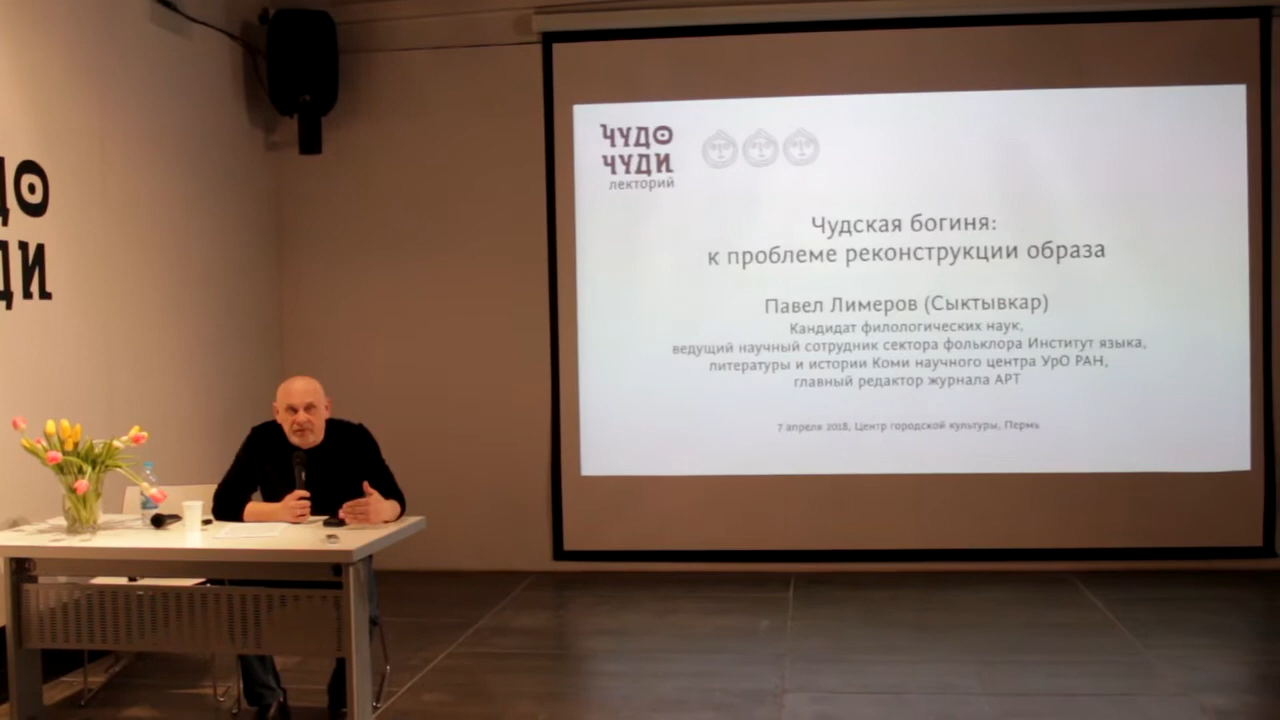 ДО
ДИ
ЧУДО
ЧУДИ
лекторий
Чудская богиня:
к проблеме реконструкции образа
Павел Лимеров (Сыктывкар)
Кандидат филологических наук,
ведущий научный сотрудник сектора фольклора Институт языка,
литературы и истории Коми научного центра УрО РАН,
главный редактор журнала АРТ
7 апреля 2018, Центр городской культуры, Пермь